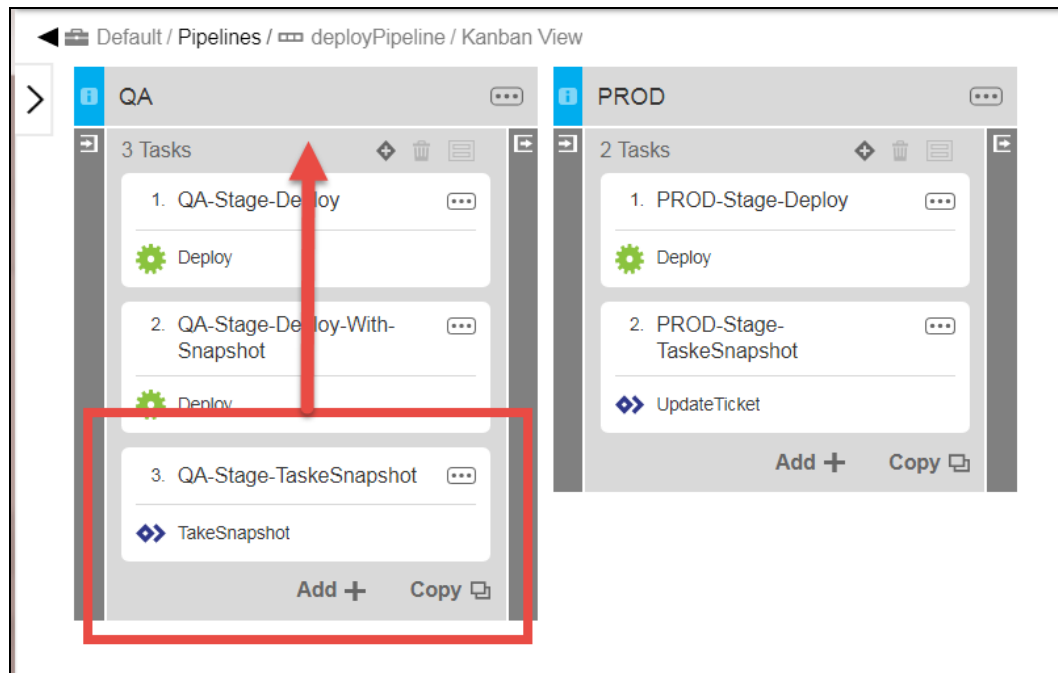 Default / Pipelines / deployPipeline / Kanban View
QA
3 Tasks
1. QA-Stage-Deploy
Deploy
2. QA-Stage-Deploy-With-
Snapshot
Deploy
3. QA-Stage-TaskeSnapshot
TakeSnapshot
Add
Copy
PROD
2 Tasks
1. PROD-Stage-Deploy
Deploy
2. PROD-Stage-
TaskeSnapshot
UpdateTicket
Add
Copy